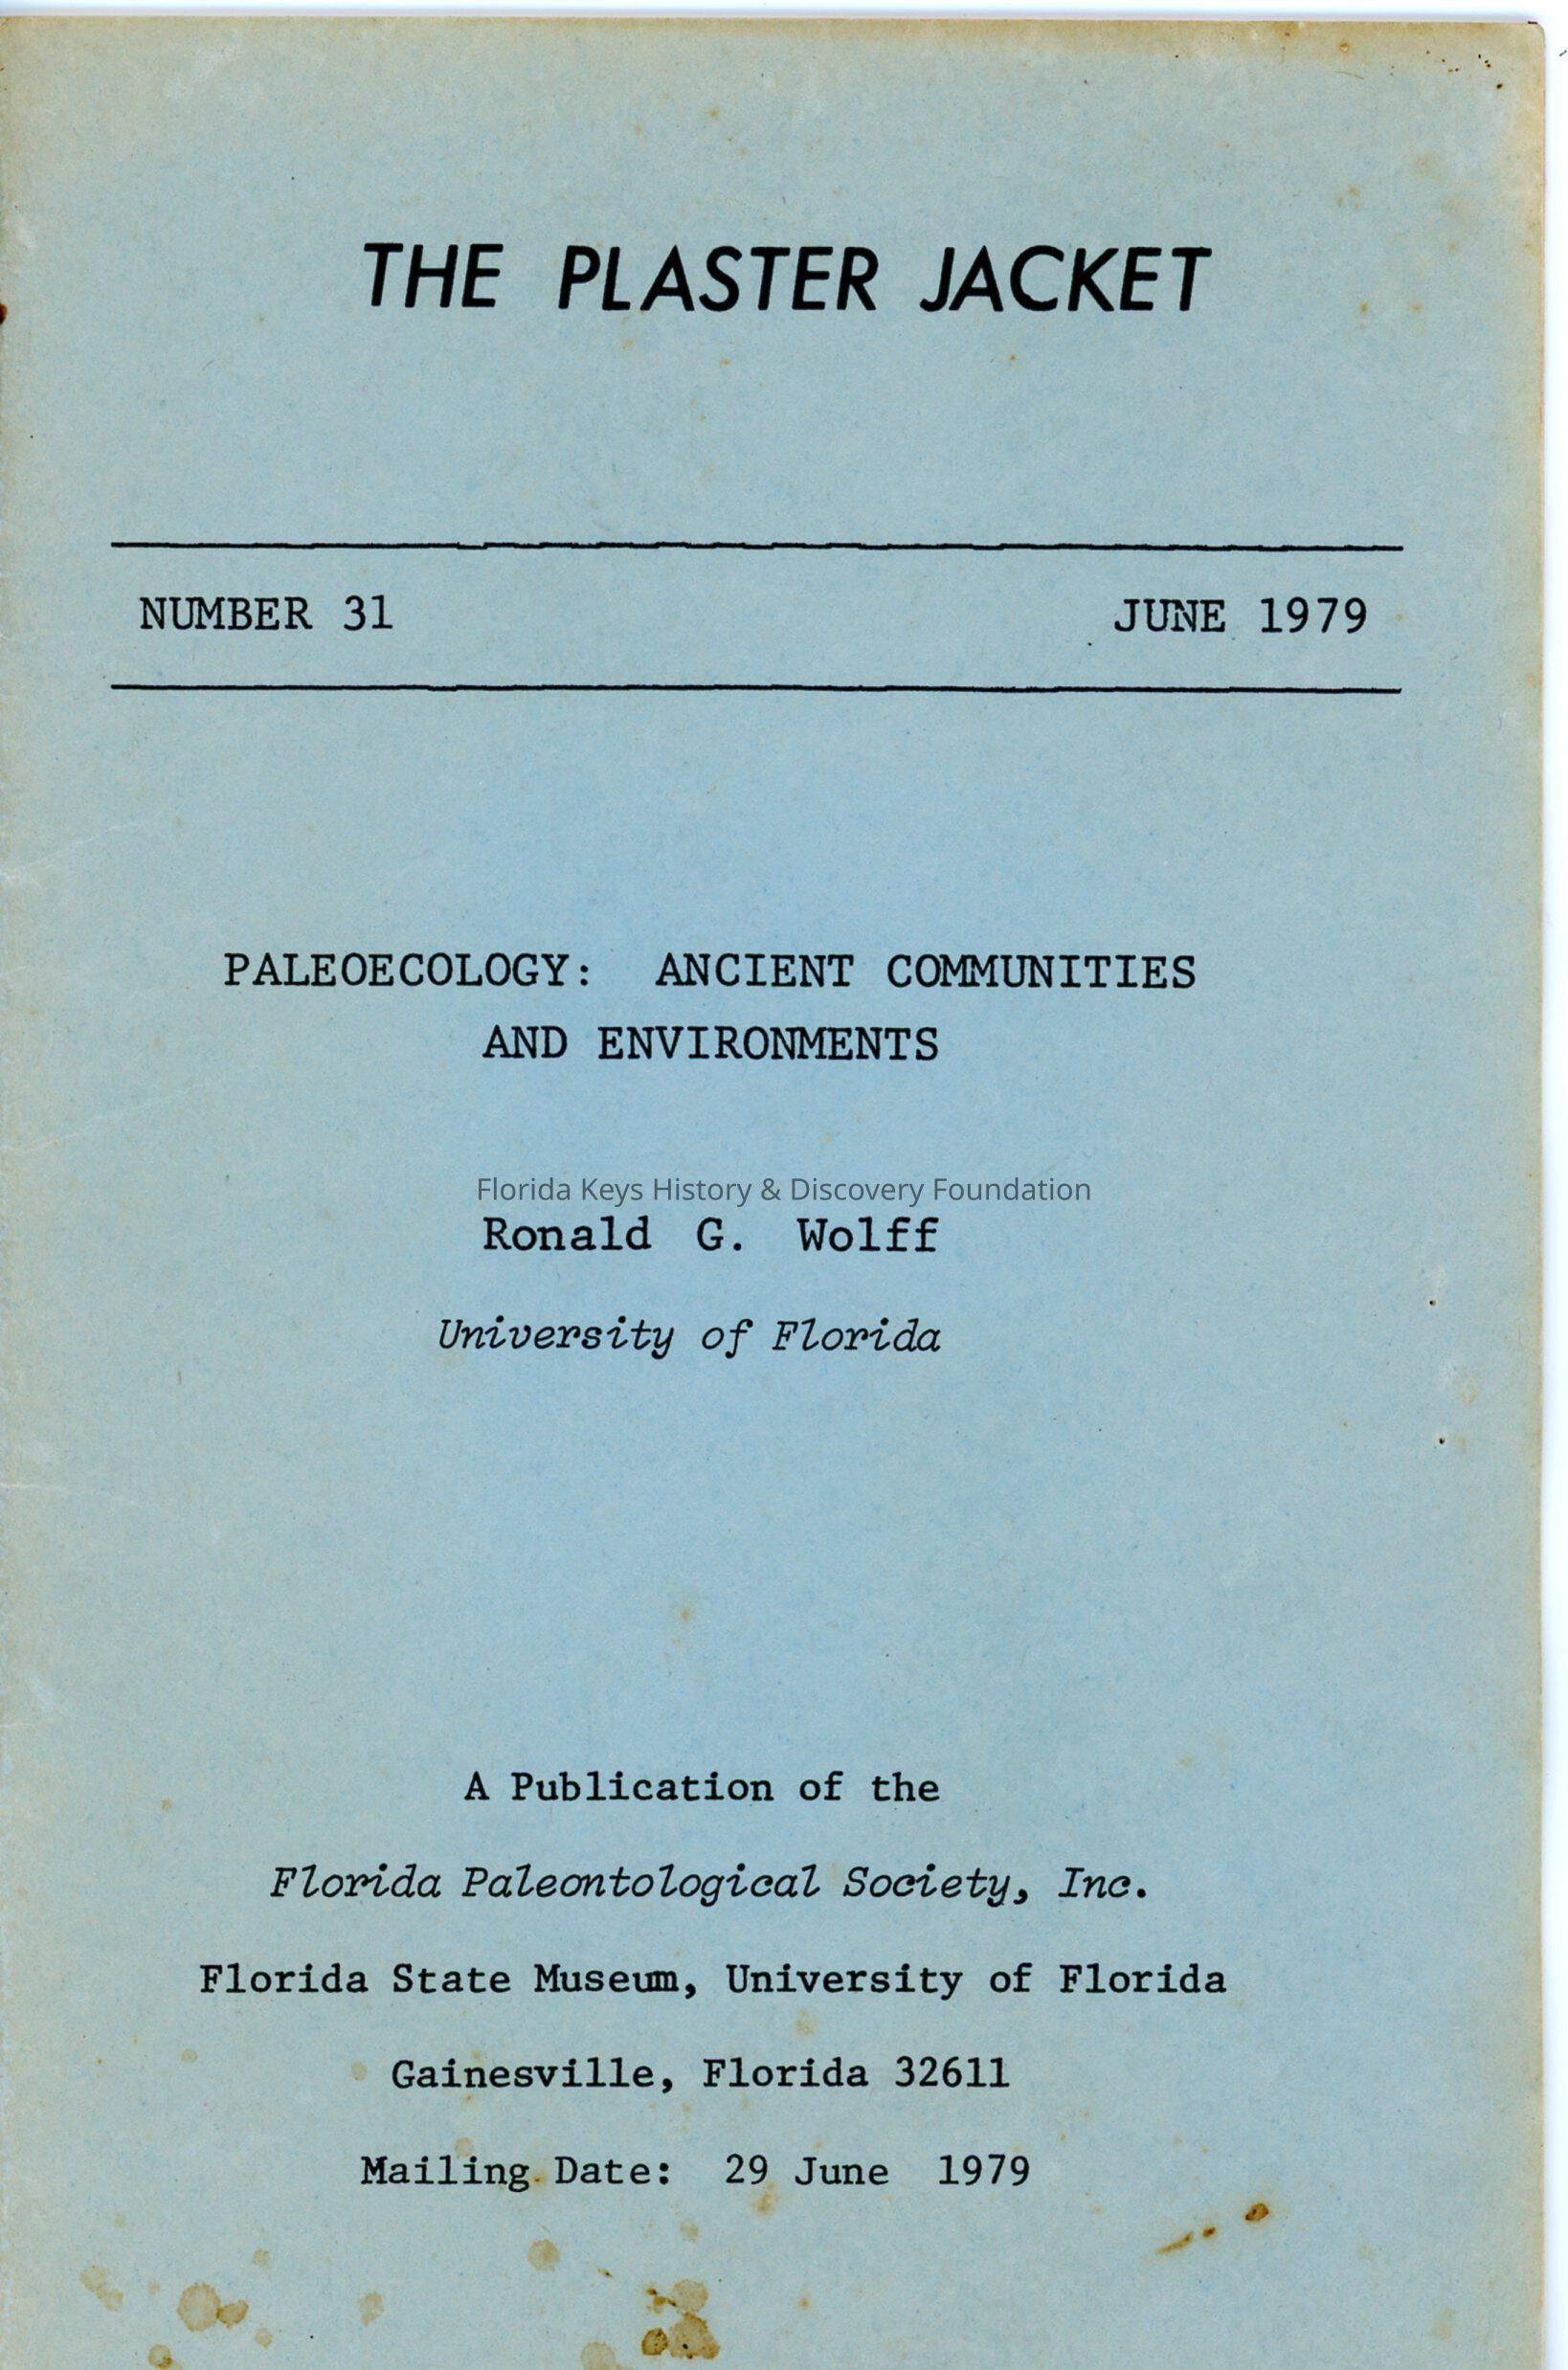 THE PLASTER JACKET
NUMBER 31 JUNE 1979
PALEOECOLOGY: ANCIENT COMMUNITIES
AND ENVIRONMENTS
Florida Keys History & Discovery Foundation
Ronald G. Wolff
University of Florida
A Publication of the
Florida Paleontological Society, Inc.
Florida State Museum, University of Florida
Gainesville, Florida 32611
Mailing Date: 29 June 1979